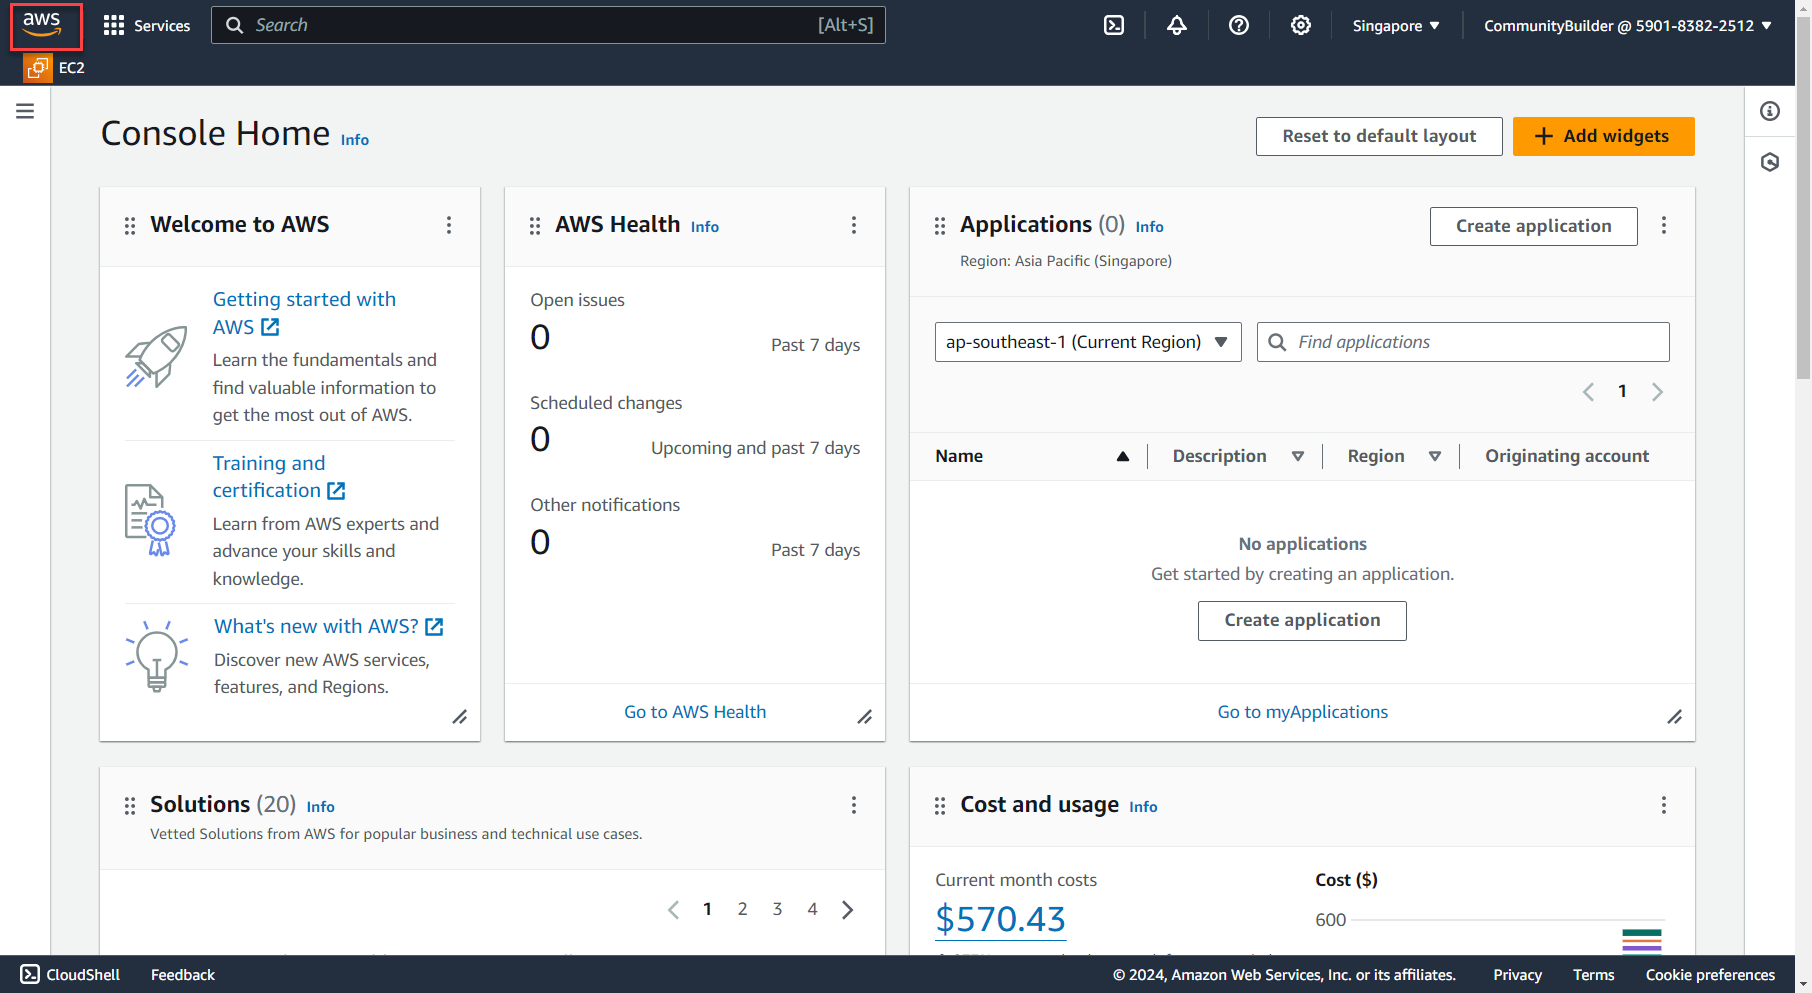 aws
Services
Search
[Alt+S]
Singapore
CommunityBuilder @ 5901-8382-2512
EC2
Console Home Info
Reset to default layout
Add widgets
Welcome to AWS
Getting started with
AWS
Learn the fundamentals and
find valuable information to
get the most out of AWS.
Training and
certification
Learn from AWS experts and
advance your skills and
knowledge.
What's new with AWS?
Discover new AWS services,
features, and Regions.
AWS Health Info
Open issues
0
Past 7 days
Scheduled changes
0
Upcoming and past 7 days
Other notifications
0
Past 7 days
Go to AWS Health
Applications (0) Info
Create application
Region: Asia Pacific (Singapore)
ap-southeast-1 (Current Region)
Find applications
1
Name
Description
Region
Originating account
No applications
Get started by creating an application.
Create application
Go to myApplications
Solutions (20) Info
Vetted Solutions from AWS for popular business and technical use cases.
1 2 3 4
Cost and usage Info
Current month costs
$570.43
Cost ($)
600
CloudShell
Feedback
© 2024, Amazon Web Services, Inc. or its affiliates.
Privacy
Terms
Cookie preferences